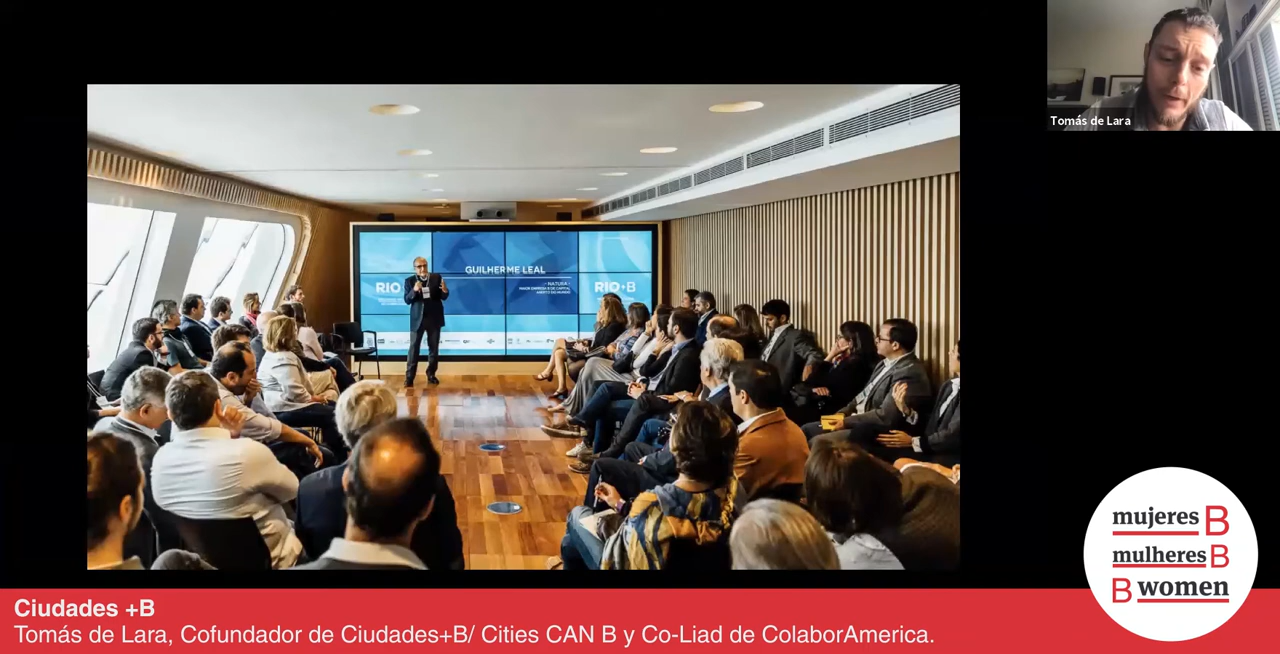 Tomás de Lara
GUILHERME LEAL
NATURA
RIO
RIO+B
mujeres B
mulheres B
B women
Ciudades +B
Tomás de Lara, Cofundador de Ciudades+B/ Cities CAN B y Co-Liad de ColaborAmerica.